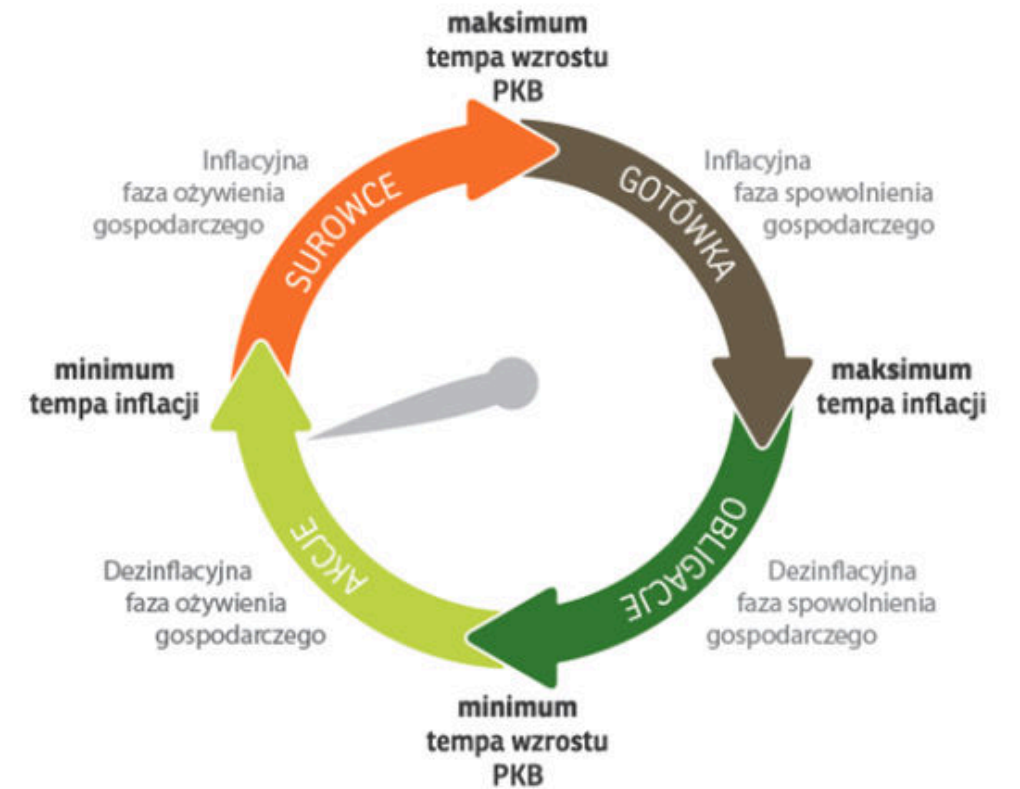 maksimum
tempa wzrostu
PKB
Inflacyjna
faza ożywienia
gospodarczego
Inflacyjna
faza spowolnienia
gospodarczego
SUROWCE
GOTÓWKA
minimum
tempa inflacji
maksimum
tempa inflacji
AKCJE
OBLIGACJE
Dezinflacyjna
faza ożywienia
gospodarczego
Dezinflacyjna
faza spowolnienia
gospodarczego
minimum
tempa wzrostu
PKB